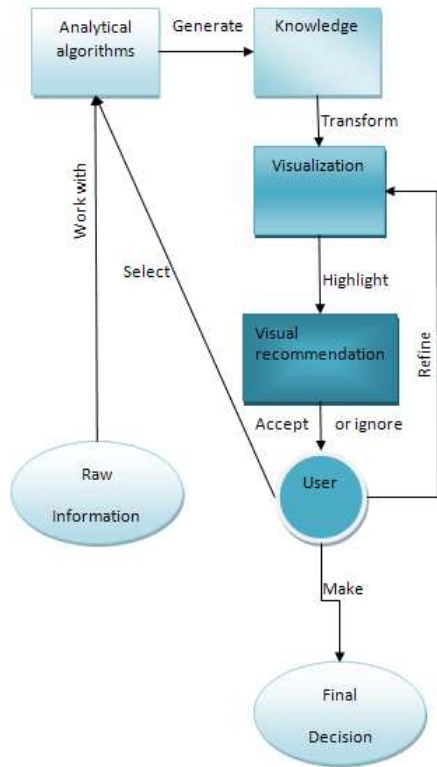 Analytical
algorithms
Generate
Knowledge
Transform
Work with
Visualization
Select
Highlight
Refine
Visual
recommendation
Accept or ignore
Raw
Information
User
Make
Final
Decision